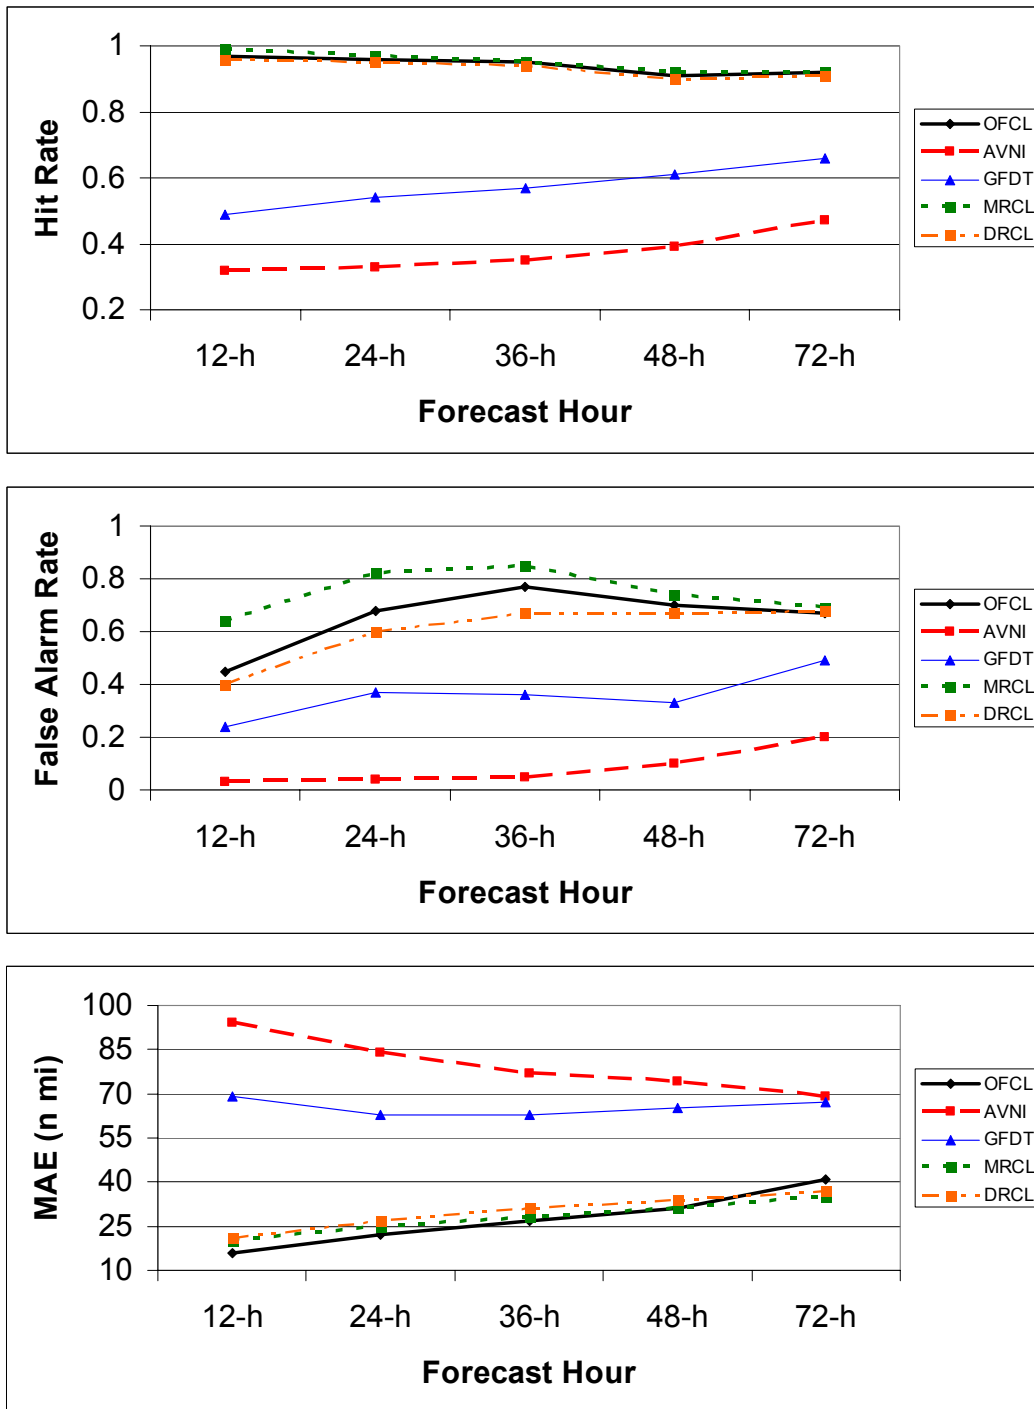 1
0.8
0.6
0.4
0.2
Hit Rate
12-h 24-h 36-h 48-h 72-h
Forecast Hour
OFCL
AVNI
GFDT
MRCL
DRCL
1
0.8
0.6
0.4
0.2
0
False Alarm Rate
12-h 24-h 36-h 48-h 72-h
Forecast Hour
OFCL
AVNI
GFDT
MRCL
DRCL
100
85
70
55
40
25
10
MAE (n mi)
12-h 24-h 36-h 48-h 72-h
Forecast Hour
OFCL
AVNI
GFDT
MRCL
DRCL